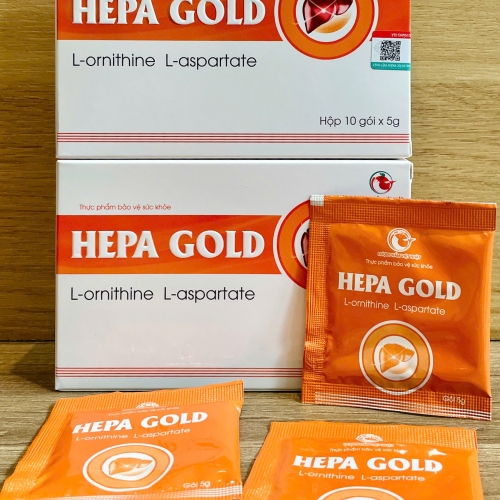 HEPA GOLD
L-ornithine L-aspartate
Hộp 10 gói x 5g
Thực phẩm bảo vệ sức khỏe
HEPA GOLD
L-ornithine L-aspartate
Thực phẩm bảo vệ sức khỏe
HEPA GOLD
L-ornithine L-aspartate
Gói 5g
HEPA GOLD
L-ornithine L-aspartate
Gói 5g
HEPA GOLD
L-ornithine L-aspartate